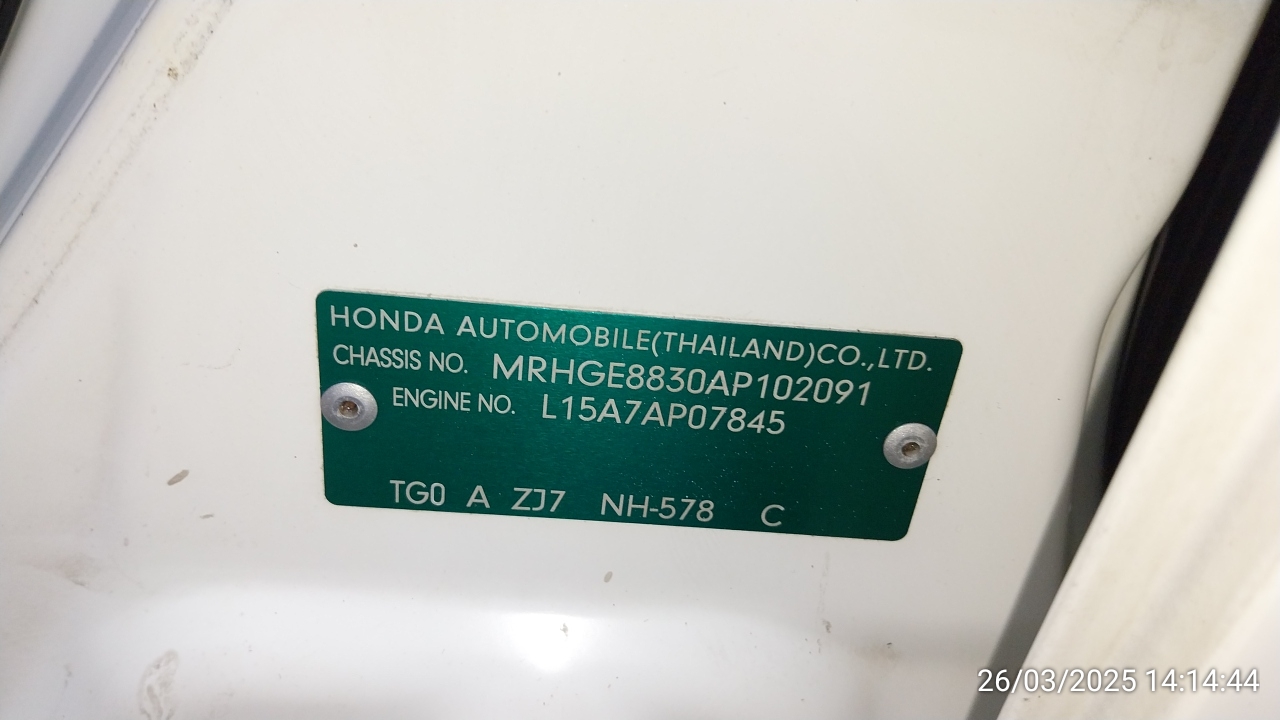 HONDA AUTOMOBILE(THAILAND)CO.,LTD.
CHASSIS NO. MRHGE8830AP102091
ENGINE NO. L15A7AP07845
TG0 A ZJ7 NH-578 C
26/03/2025 14:14:44